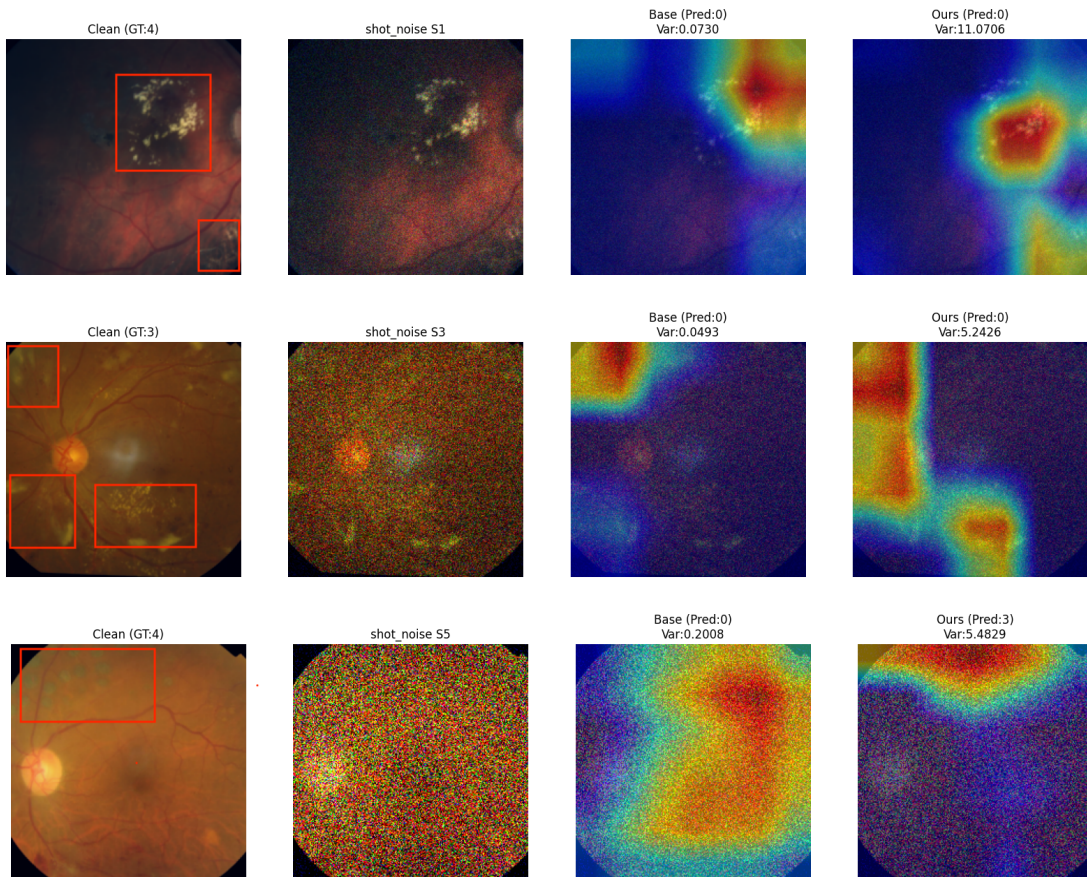 Clean (GT:4)
shot_noise S1
Base (Pred:0)
Var:0.0730
Ours (Pred:0)
Var:11.0706
Clean (GT:3)
shot_noise S3
Base (Pred:0)
Var:0.0493
Ours (Pred:0)
Var:5.2426
Clean (GT:4)
shot_noise S5
Base (Pred:0)
Var:0.2008
Ours (Pred:3)
Var:5.4829